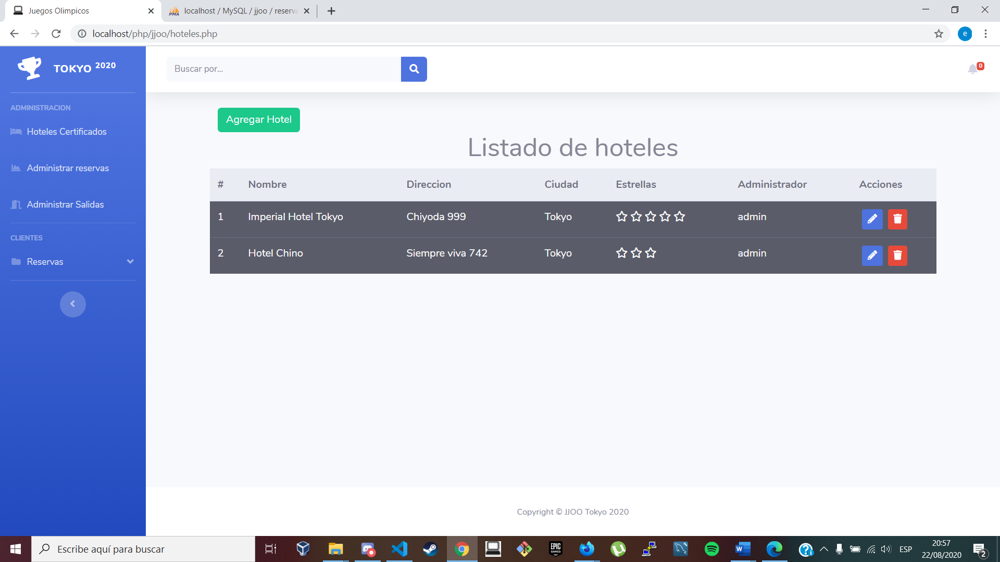 Juegos Olimpicos
localhost / MySQL / jjoo / reserva
localhost/php/jjoo/hoteles.php
e
TOKYO 2020
Buscar por...
0
ADMINISTRACION
Hoteles Certificados
Administrar reservas
Administrar Salidas
CLIENTES
Reservas
Agregar Hotel
Listado de hoteles
# Nombre Direccion Ciudad Estrellas Administrador Acciones
1 Imperial Hotel Tokyo Chiyoda 999 Tokyo admin
2 Hotel Chino Siempre viva 742 Tokyo admin
Copyright © JJOO Tokyo 2020
Escribe aquí para buscar
EPIC
GAMES
ESP
20:57
22/08/2020
2